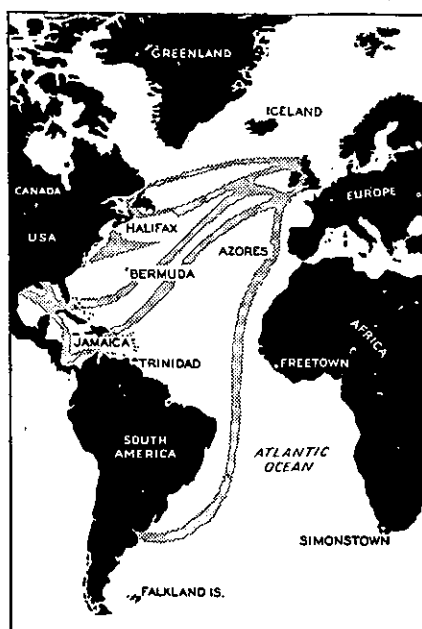 GREENLAND
ICELAND
CANADA
EUROPE
HALIFAX
USA
AZORES
BERMUDA
AFRICA
JAMAICA
TRINIDAD
FREETOWN
SOUTH
AMERICA
ATLANTIC
OCEAN
SIMONSTOWN
FALKLAND IS.